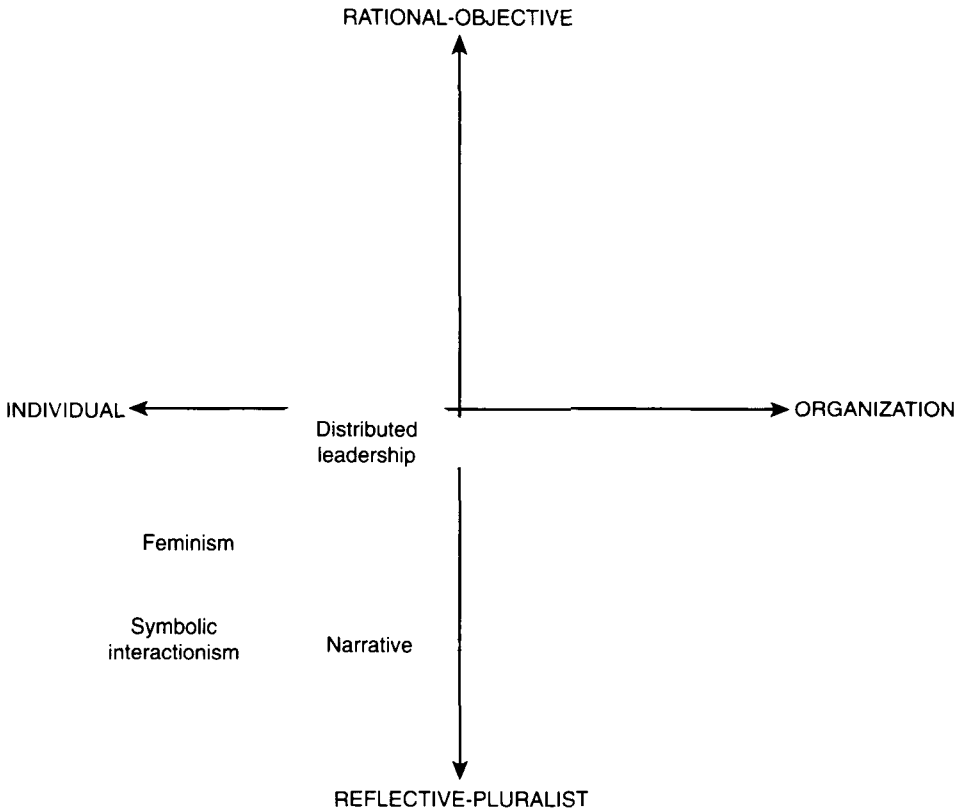 RATIONAL-OBJECTIVE
INDIVIDUAL
ORGANIZATION
Distributed
leadership
Feminism
Symbolic
interactionism
Narrative
REFLECTIVE-PLURALIST